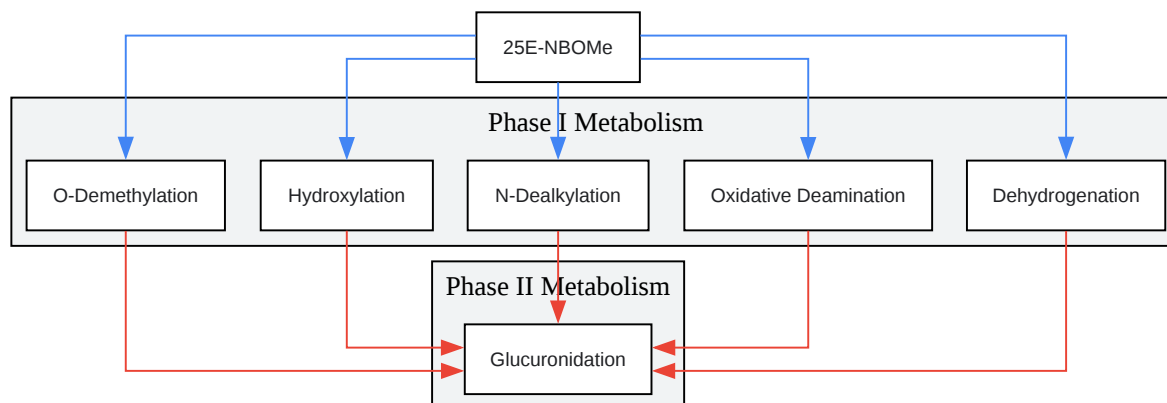 25E-NBOMe
Phase I Metabolism
O-Demethylation
Hydroxylation
N-Dealkylation
Oxidative Deamination
Dehydrogenation
Phase II Metabolism
Glucuronidation